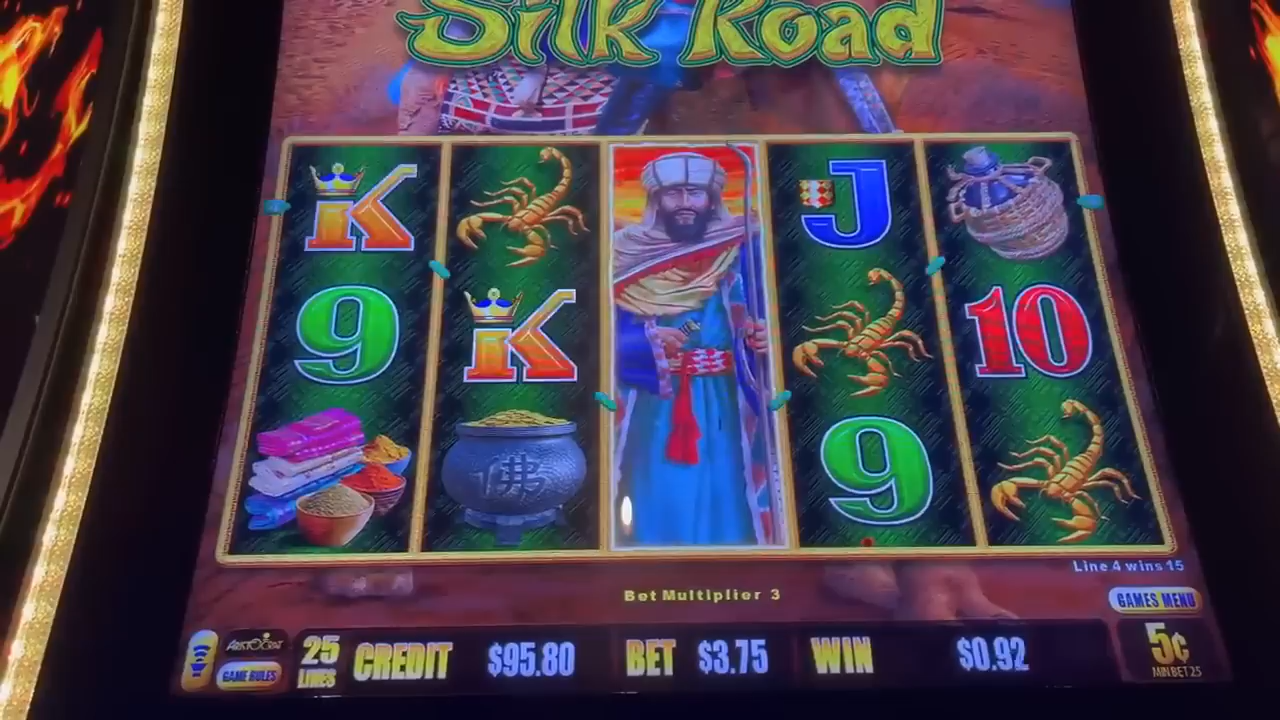 Silk Road
K
J
9
K
10
佛
9
Line 4 wins 15
Bet Multiplier 3
GAMES MENU
ARISTOCRAT
GAME RULES
25
LINES
CREDIT $95.80
BET $3.75
WIN $0.92
5¢
MIN BET 25